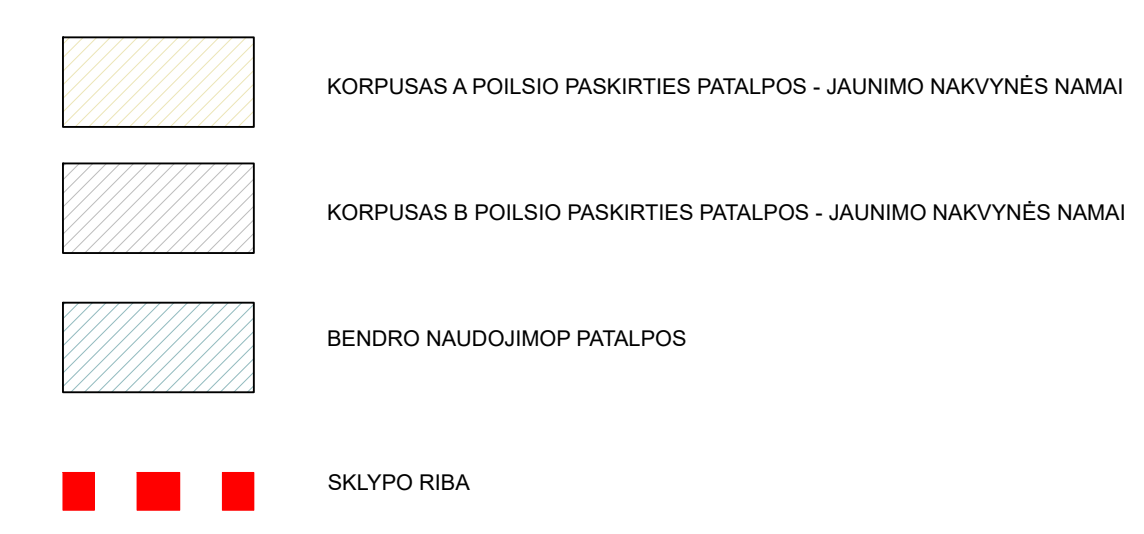 KORPUSAS A POILSIO PASKIRTIES PATALPOS - JAUNIMO NAKVYNĖS NAMAI
KORPUSAS B POILSIO PASKIRTIES PATALPOS - JAUNIMO NAKVYNĖS NAMAI
BENDRO NAUDOJIMOP PATALPOS
SKLYPO RIBA